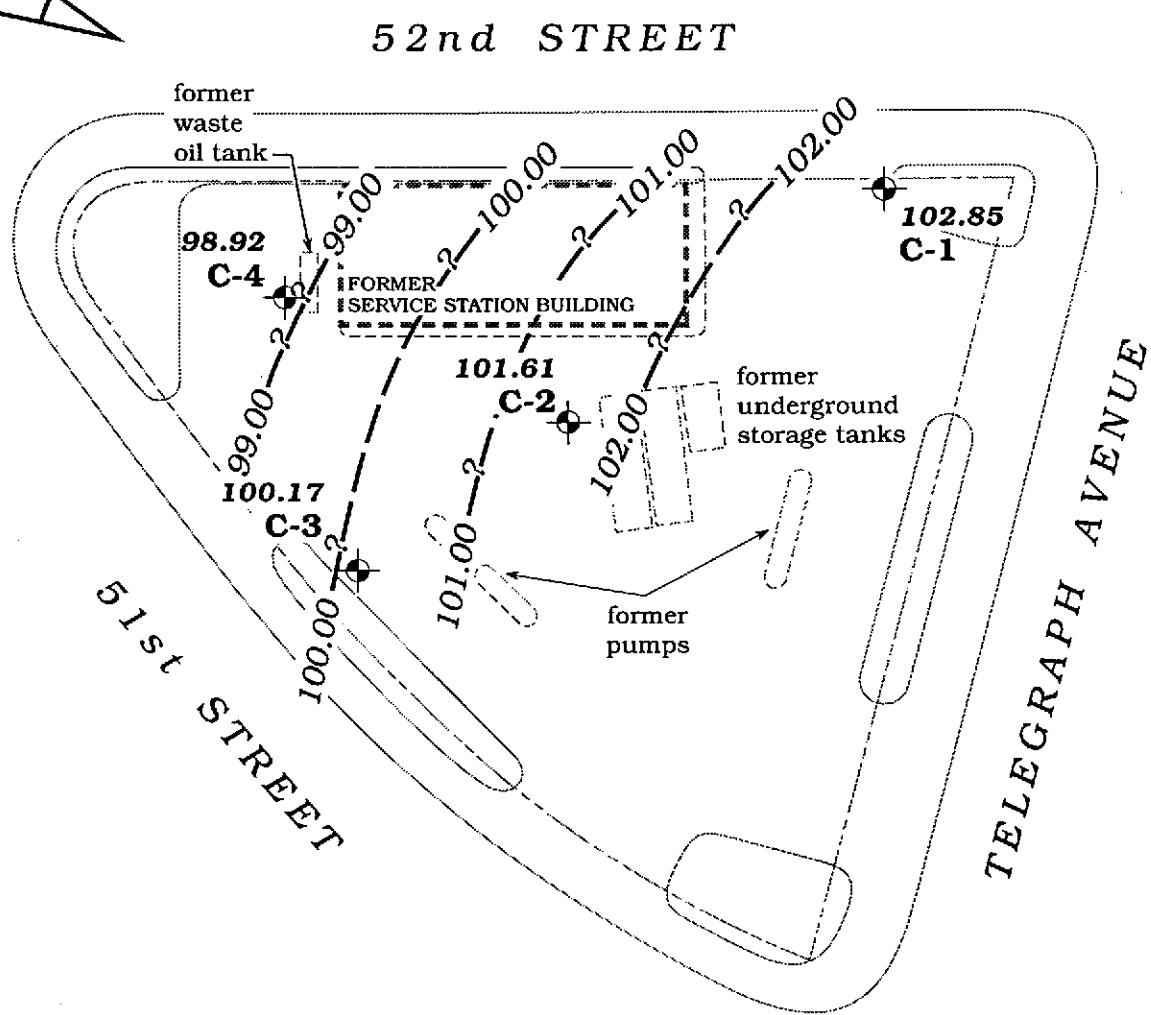 52nd STREET
former
waste
oil tank
99.00
100.00
101.00
102.00
102.85
C-1
98.92
C-4
FORMER
SERVICE STATION BUILDING
101.61
C-2
former
underground
storage tanks
99.00
102.00
100.17
C-3
101.00
100.00
former
pumps
51st STREET
TELEGRAPH AVENUE
?
?
?
?
?
?
?
?
?